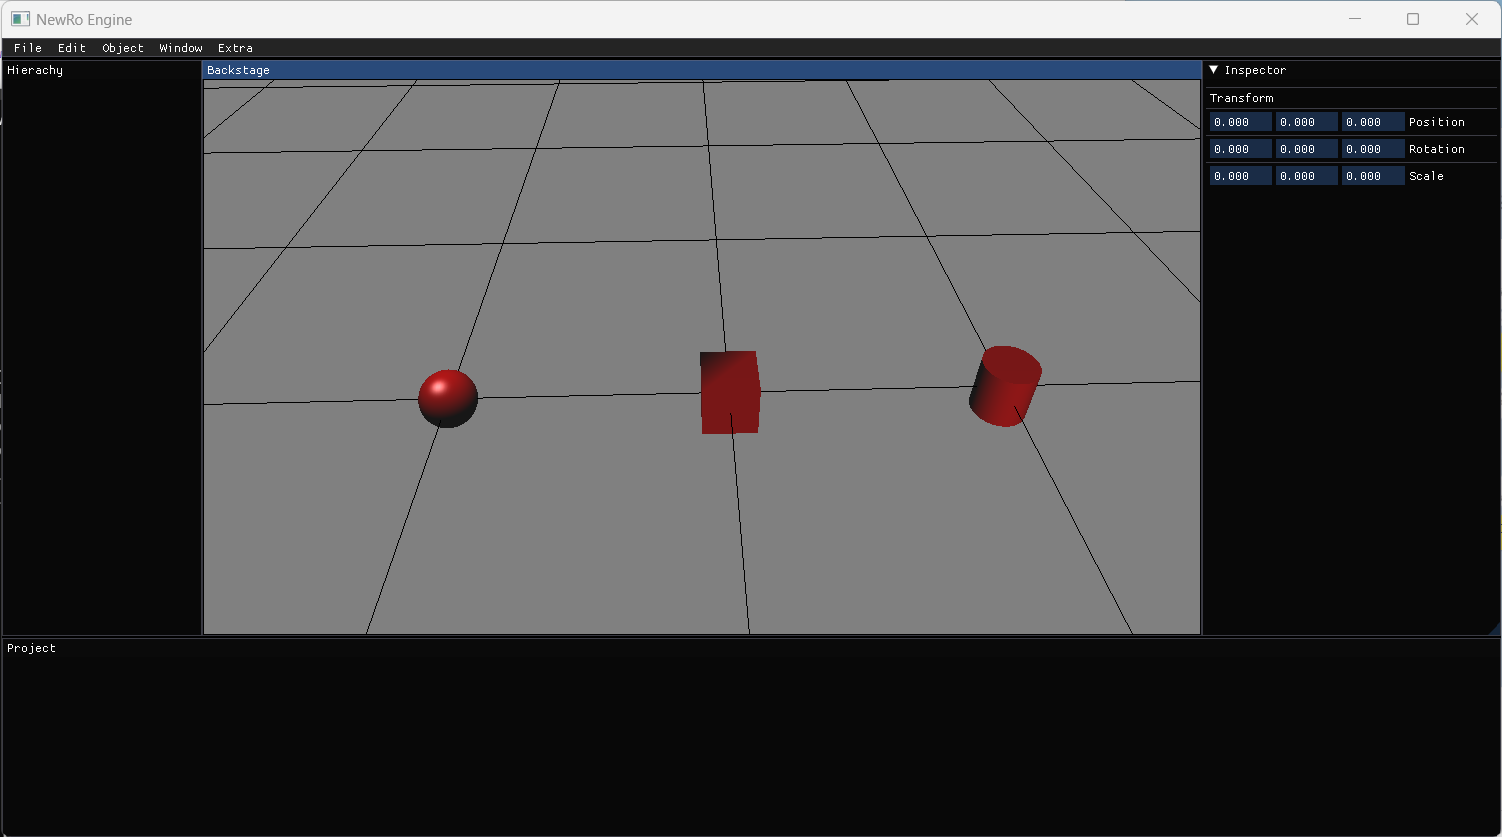 NewRo Engine
File Edit Object Window Extra
Hierachy
Backstage
Inspector
Transform
0.000 0.000 0.000 Position
0.000 0.000 0.000 Rotation
0.000 0.000 0.000 Scale
Project